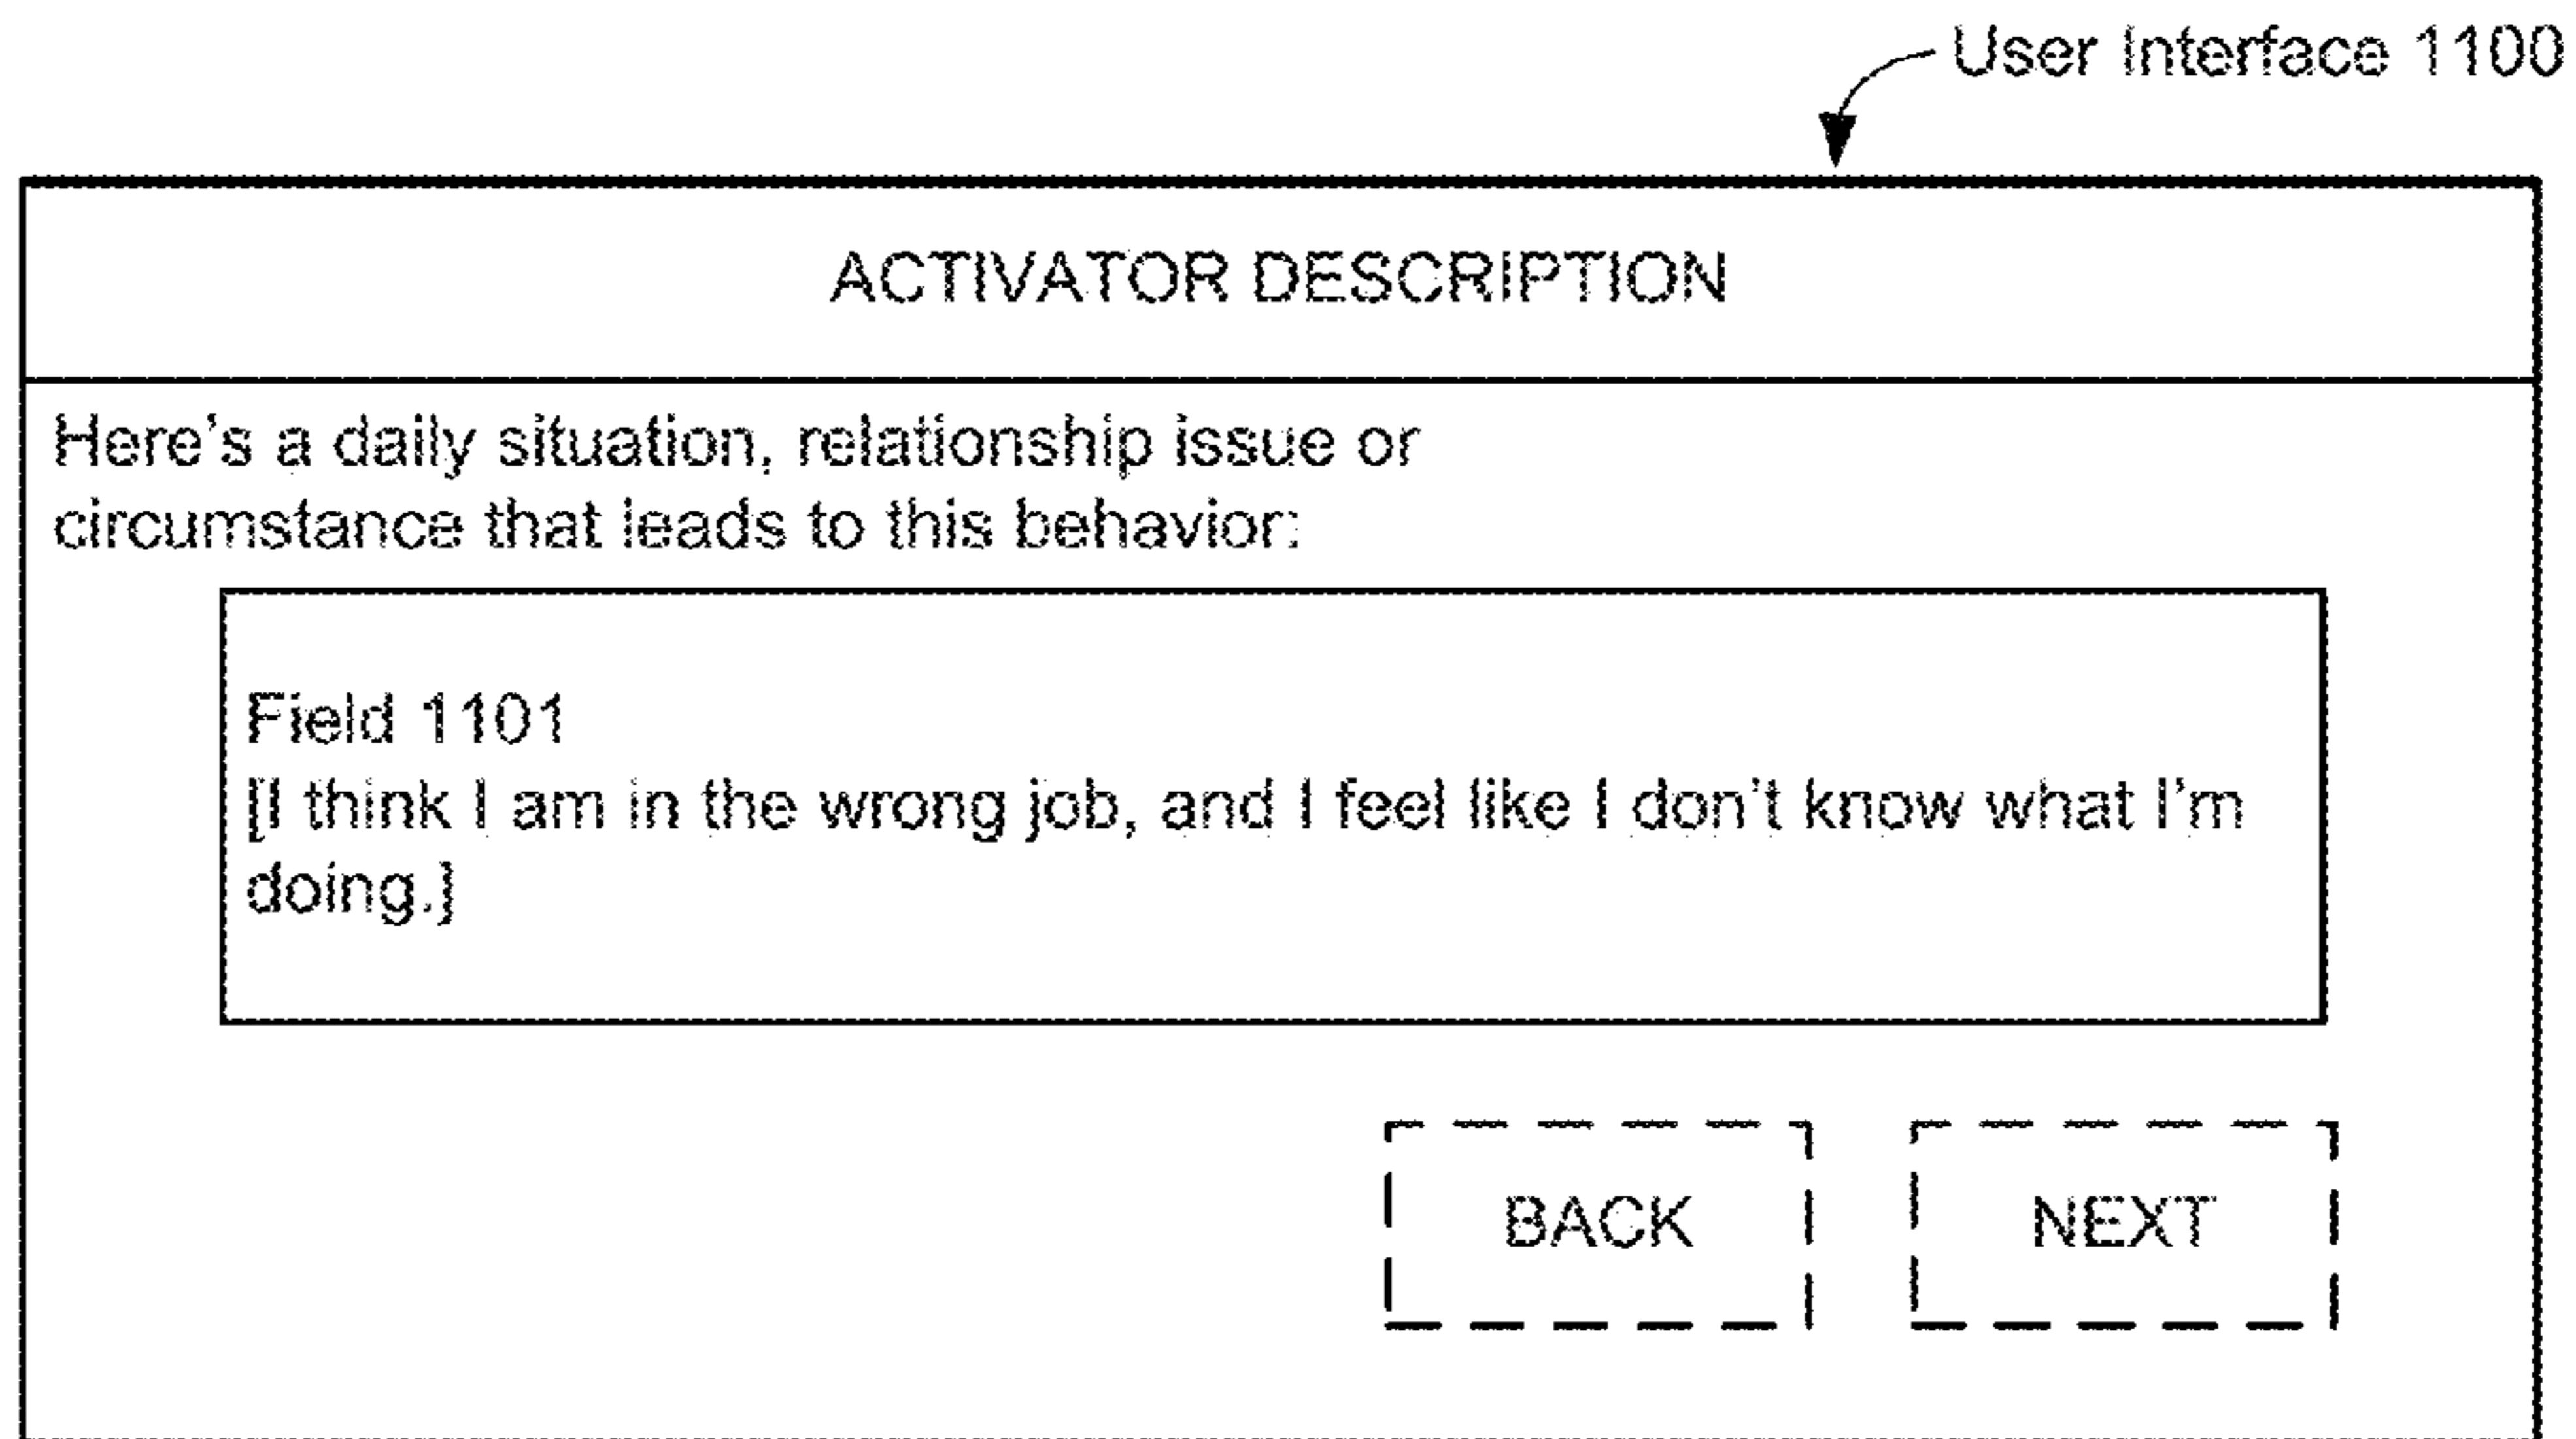 User Interface 1100
ACTIVATOR DESCRIPTION
Here's a daily situation, relationship issue or
circumstance that leads to this behavior:
Field 1101
[I think I am in the wrong job, and I feel like I don't know what I'm
doing.]
BACK NEXT